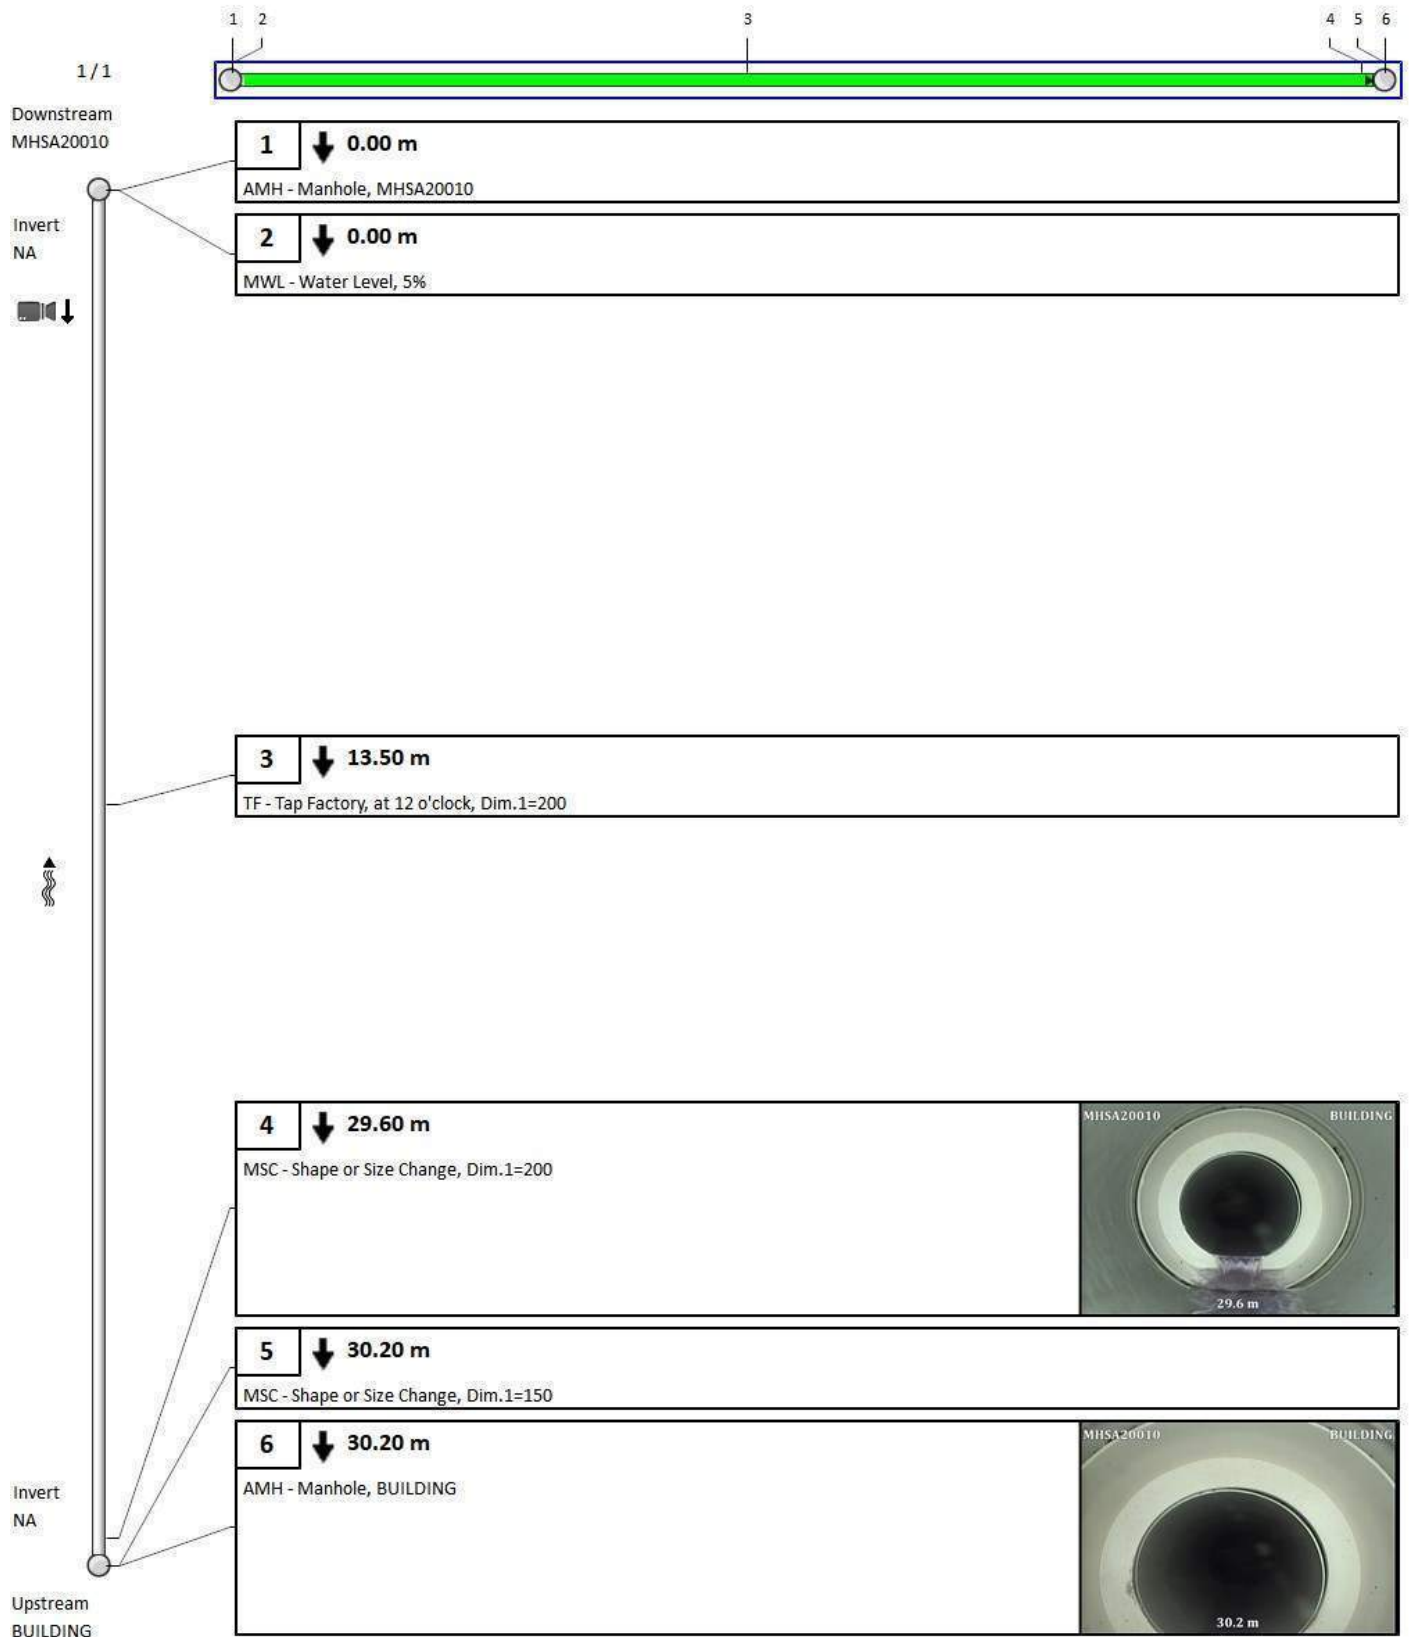 1 2 3 4 5 6
1 / 1
Downstream
MHSA20010
1 0.00 m
AMH - Manhole, MHSA20010
Invert
NA
2 0.00 m
MWL - Water Level, 5%
3 13.50 m
TF - Tap Factory, at 12 o'clock, Dim.1=200
4 29.60 m
MSC - Shape or Size Change, Dim.1=200
MHSA20010 BUILDING
29.6 m
5 30.20 m
MSC - Shape or Size Change, Dim.1=150
6 30.20 m
AMH - Manhole, BUILDING
MHSA20010 BUILDING
30.2 m
Invert
NA
Upstream
BUILDING